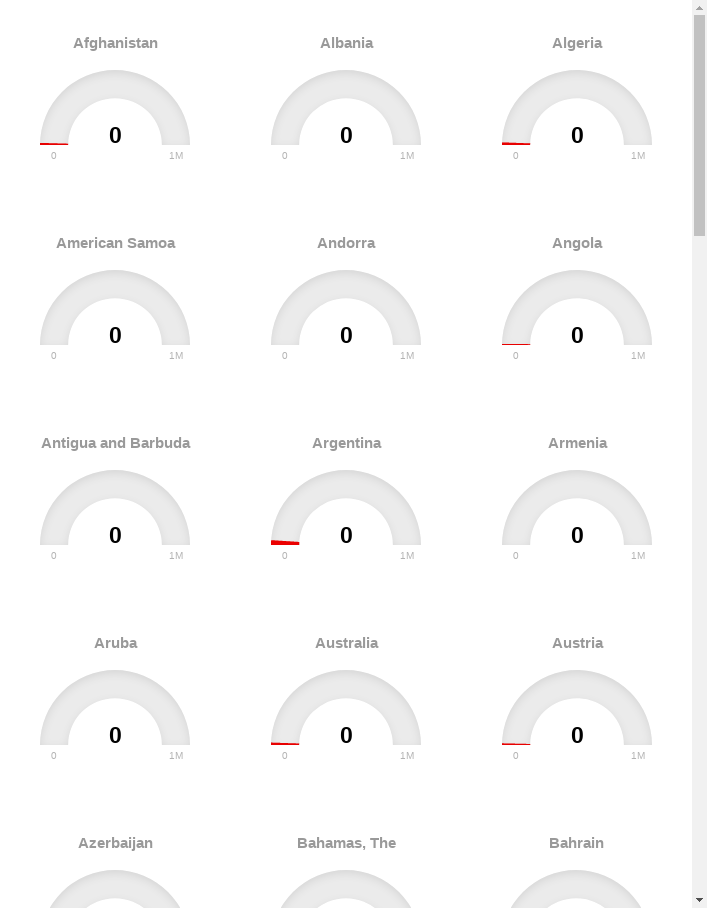 Afghanistan Albania Algeria
0 0 0
0 1M 0 1M 0 1M
American Samoa Andorra Angola
0 0 0
0 1M 0 1M 0 1M
Antigua and Barbuda Argentina Armenia
0 0 0
0 1M 0 1M 0 1M
Aruba Australia Austria
0 0 0
0 1M 0 1M 0 1M
Azerbaijan Bahamas, The Bahrain